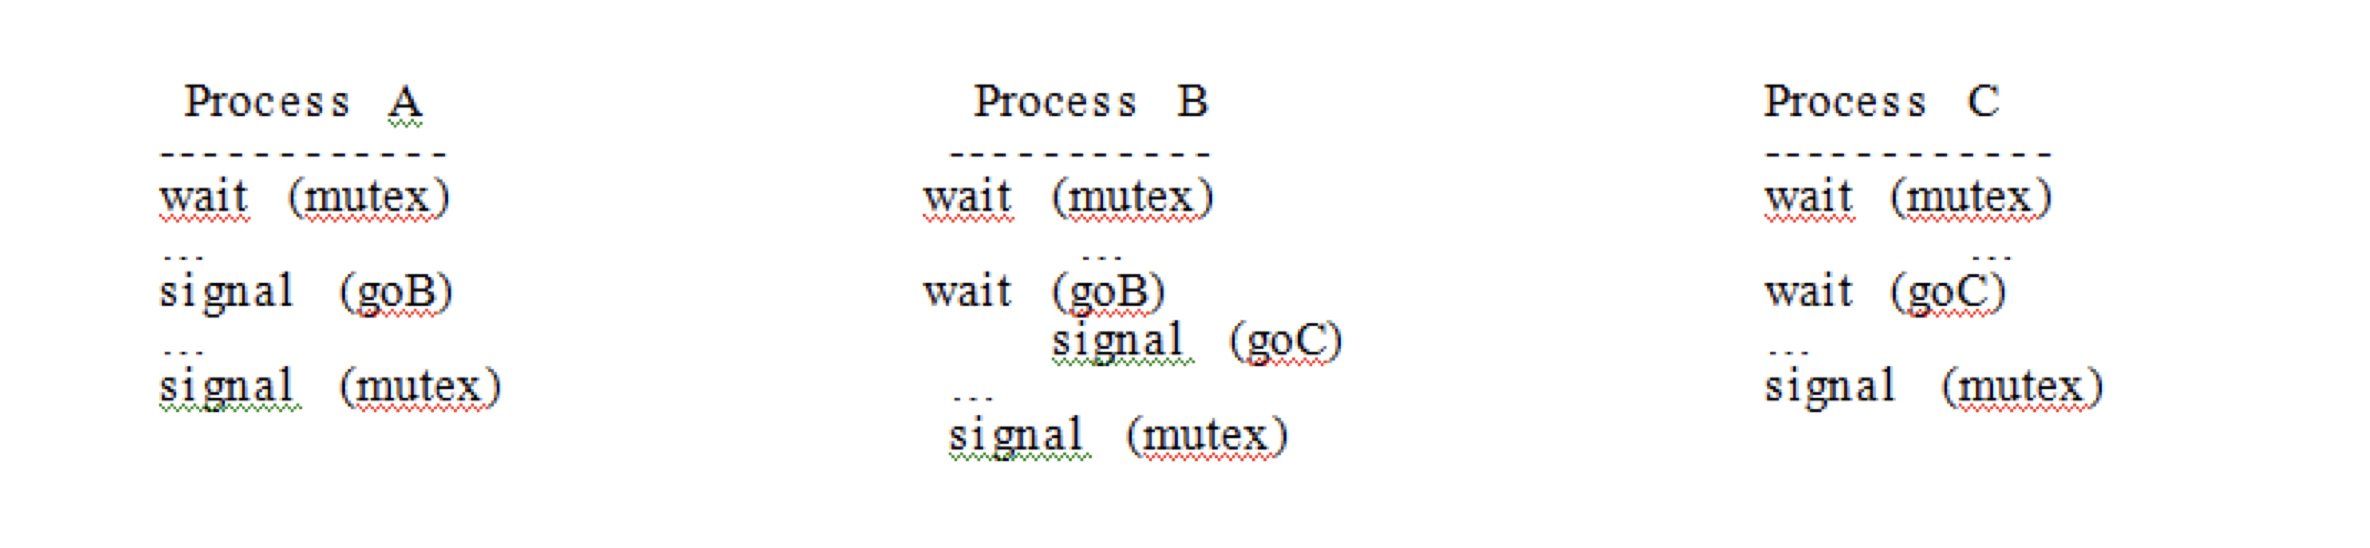 Process A
------------
wait (mutex)
...
signal (goB)
...
signal (mutex)
Process B
-----------
wait (mutex)
...
wait (goB)
signal (goC)
...
signal (mutex)
Process C
------------
wait (mutex)
...
wait (goC)
...
signal (mutex)